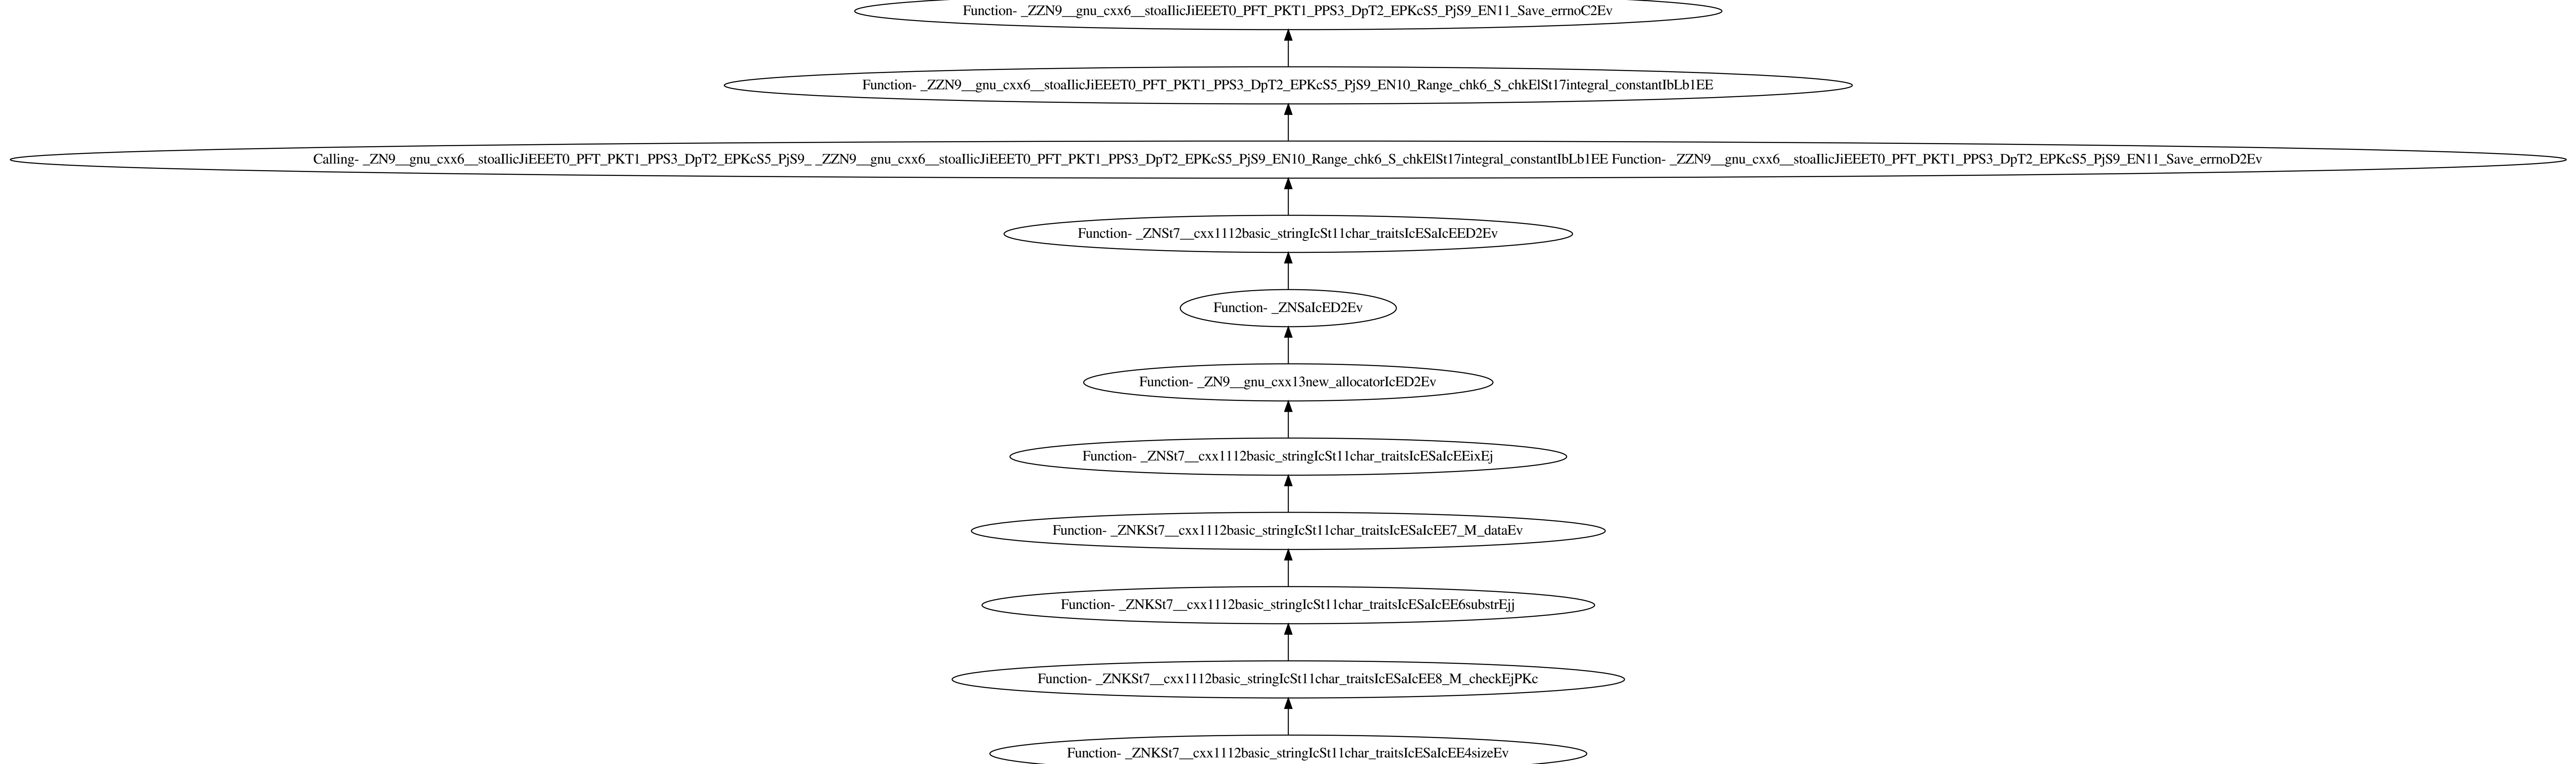 Function- _ZZN9__gnu_cxx6__stoaIlicJiEEET0_PFT_PKT1_PPS3_DpT2_EPKcS5_PjS9_EN11_Save_errnoC2Ev
Function- _ZZN9__gnu_cxx6__stoaIlicJiEEET0_PFT_PKT1_PPS3_DpT2_EPKcS5_PjS9_EN10_Range_chk6_S_chkElSt17integral_constantIbLb1EE
Calling- _ZN9__gnu_cxx6__stoaIlicJiEEET0_PFT_PKT1_PPS3_DpT2_EPKcS5_PjS9_ _ZZN9__gnu_cxx6__stoaIlicJiEEET0_PFT_PKT1_PPS3_DpT2_EPKcS5_PjS9_EN10_Range_chk6_S_chkElSt17integral_constantIbLb1EE Function- _ZZN9__gnu_cxx6__stoaIlicJiEEET0_PFT_PKT1_PPS3_DpT2_EPKcS5_PjS9_EN11_Save_errnoD2Ev
Function- _ZNSt7__cxx1112basic_stringIcSt11char_traitsIcESaIcEED2Ev
Function- _ZNSaIcED2Ev
Function- _ZN9__gnu_cxx13new_allocatorIcED2Ev
Function- _ZNSt7__cxx1112basic_stringIcSt11char_traitsIcESaIcEEixEj
Function- _ZNKSt7__cxx1112basic_stringIcSt11char_traitsIcESaIcEE7_M_dataEv
Function- _ZNKSt7__cxx1112basic_stringIcSt11char_traitsIcESaIcEE6substrEjj
Function- _ZNKSt7__cxx1112basic_stringIcSt11char_traitsIcESaIcEE8_M_checkEjPKc
Function- _ZNKSt7__cxx1112basic_stringIcSt11char_traitsIcESaIcEE4sizeEv